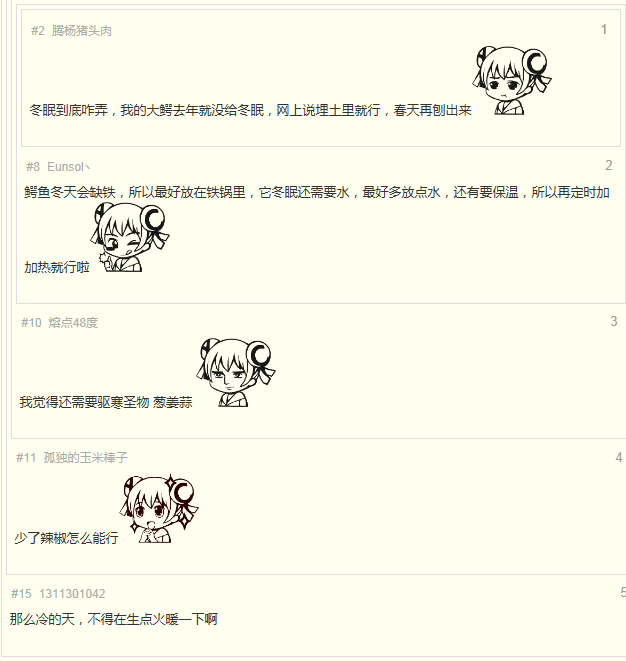 #2 腾杨猪头肉 1
冬眠到底咋弄，我的大鳄去年就没给冬眠，网上说埋土里就行，春天再刨出来
#8 Eunsol丶 2
鳄鱼冬天会缺铁，所以最好放在铁锅里，它冬眠还需要水，最好多放点水，还有要保温，所以再定时加
加热就行啦
#10 熔点48度 3
我觉得还需要驱寒圣物 葱姜蒜
#11 孤独的玉米棒子 4
少了辣椒怎么能行
#15 1311301042 5
那么冷的天，不得在生点火暖一下啊